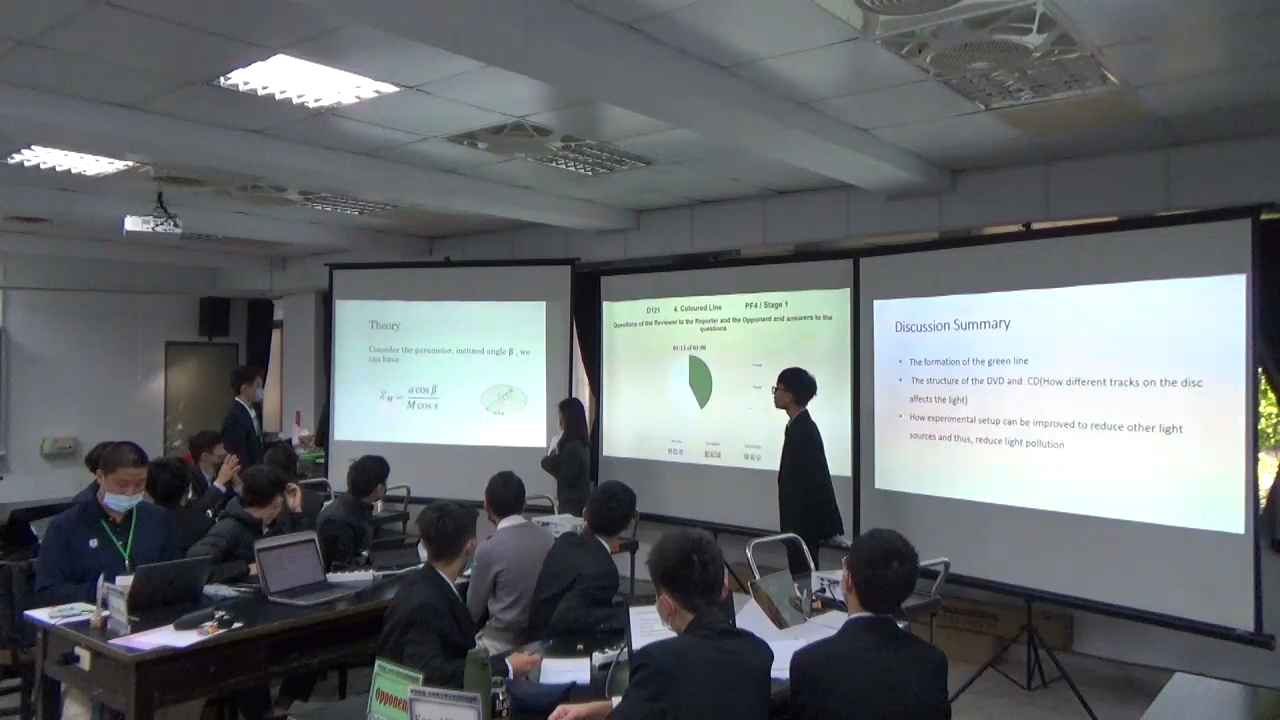 Theory
Consider the parameter, inclined angle β , we
can have
a cos β
M cos
D121 4. Coloured Line PF4 / Stage 1
Questions of the Reviewer to the Reporter and the Opponent and answers to the
questions
Discussion Summary
• The formation of the green line
• The structure of the DVD and CD(How different tracks on the disc
affects the light)
• How experimental setup can be improved to reduce other light
sources and thus, reduce light pollution
Opponent